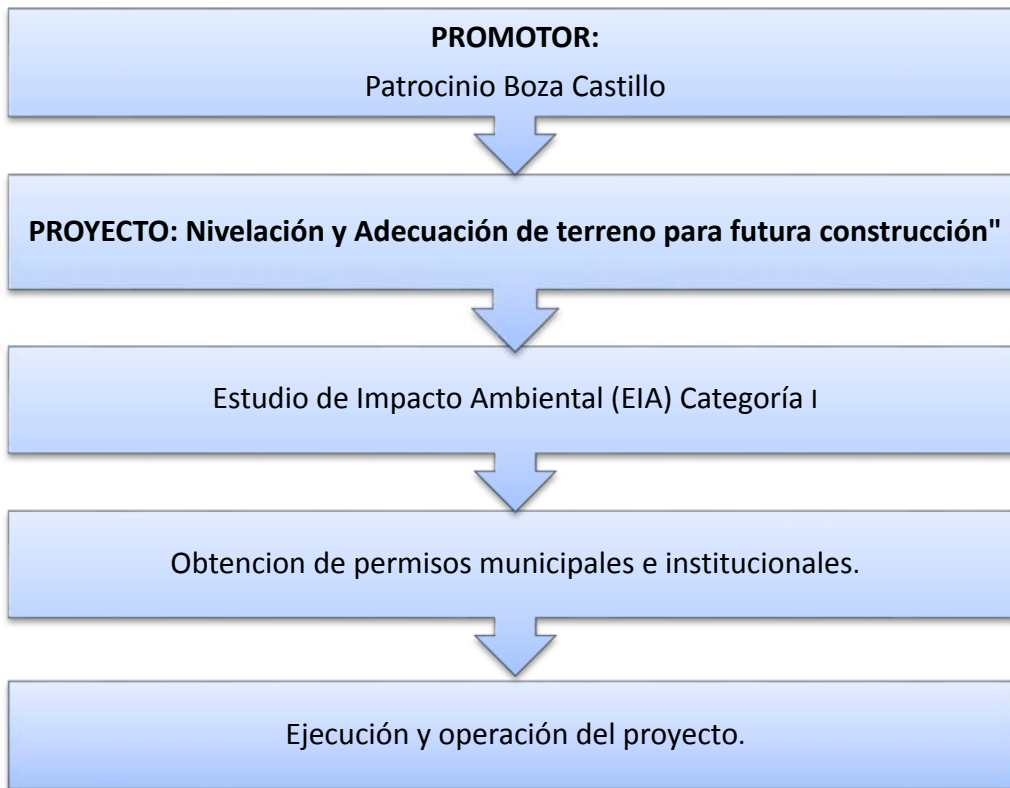 PROMOTOR:
Patrocinio Boza Castillo
PROYECTO: Nivelación y Adecuación de terreno para futura construcción"
Estudio de Impacto Ambiental (EIA) Categoría I
Obtencion de permisos municipales e institucionales.
Ejecución y operación del proyecto.